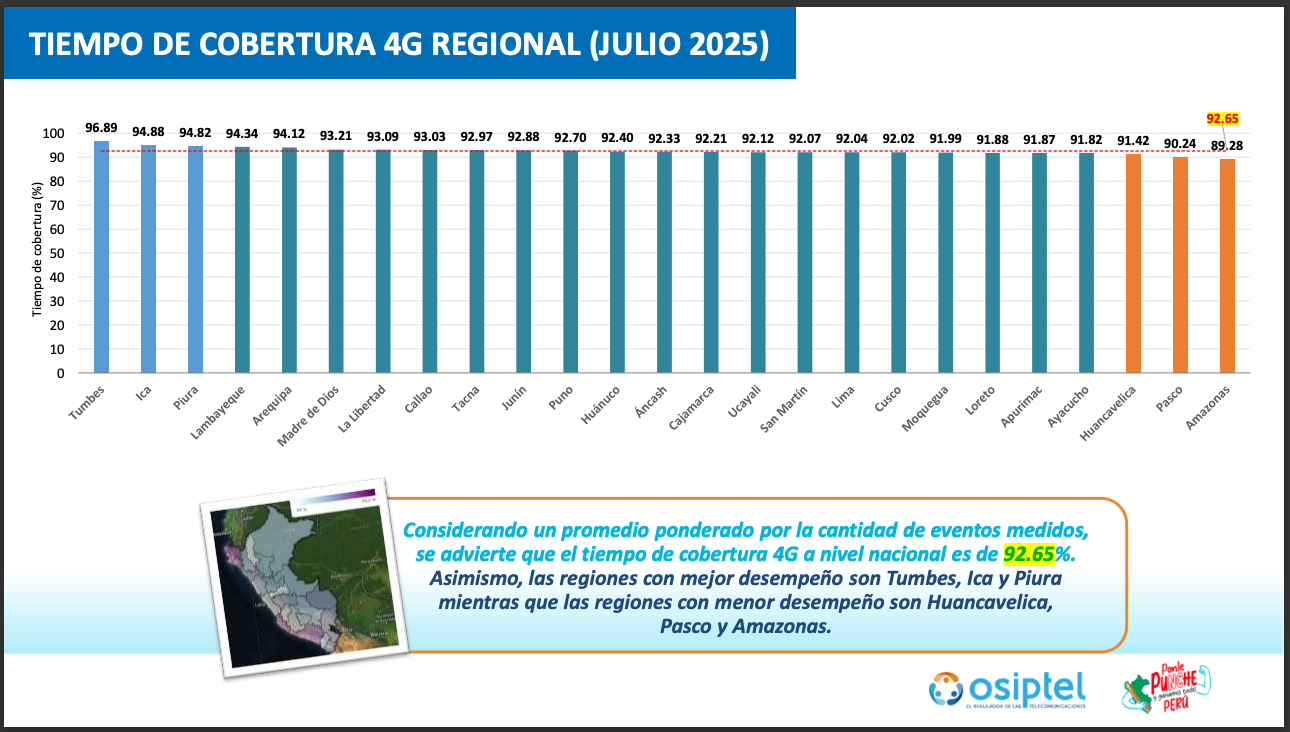 TIEMPO DE COBERTURA 4G REGIONAL (JULIO 2025)
Tiempo de cobertura (%)
100
90
80
70
60
50
40
30
20
10
0
92.65
96.89 94.88 94.82 94.34 94.12 93.21 93.09 93.03 92.97 92.88 92.70 92.40 92.33 92.21 92.12 92.07 92.04 92.02 91.99 91.88 91.87 91.82 91.42 90.24 89.28
Tumbes Ica Piura Lambayeque Arequipa Madre de Dios La Libertad Callao Tacna Junín Puno Huánuco Áncash Cajamarca Ucayali San Martín Lima Cusco Moquegua Loreto Apurímac Ayacucho Huancavelica Pasco Amazonas
Considerando un promedio ponderado por la cantidad de eventos medidos,
se advierte que el tiempo de cobertura 4G a nivel nacional es de 92.65%.
Asimismo, las regiones con mejor desempeño son Tumbes, Ica y Piura
mientras que las regiones con menor desempeño son Huancavelica,
Pasco y Amazonas.
osiptel
EL REGULADOR DE LAS TELECOMUNICACIONES
Ponle
PUNCHE
y ganamos todos
PERÚ